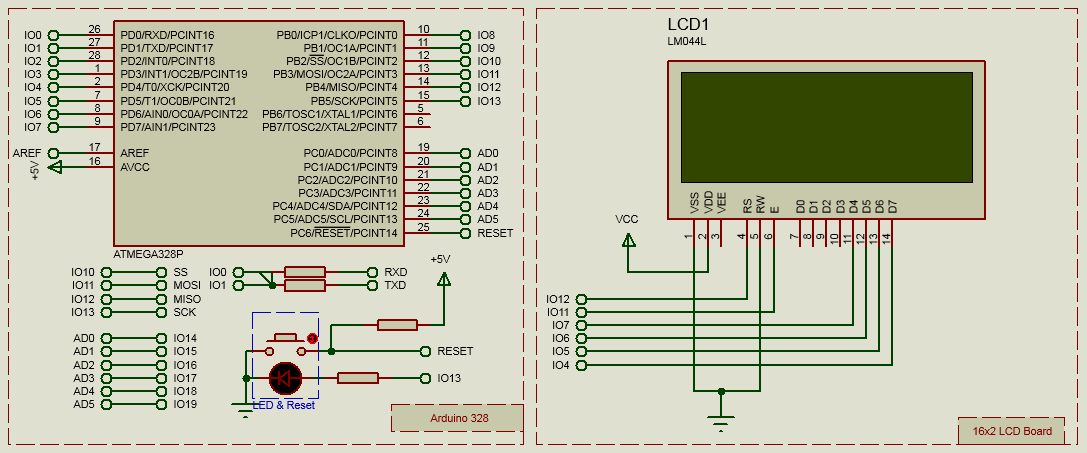 IO0 26 PD0/RXD/PCINT16 PB0/ICP1/CLKO/PCINT0 10 IO8
IO1 27 PD1/TXD/PCINT17 PB1/OC1A/PCINT1 11 IO9
IO2 28 PD2/INT0/PCINT18 PB2/SS/OC1B/PCINT2 12 IO10
IO3 1 PD3/INT1/OC2B/PCINT19 PB3/MOSI/OC2A/PCINT3 13 IO11
IO4 2 PD4/T0/XCK/PCINT20 PB4/MISO/PCINT4 14 IO12
IO5 7 PD5/T1/OC0B/PCINT21 PB5/SCK/PCINT5 15 IO13
IO6 8 PD6/AIN0/OC0A/PCINT22 PB6/TOSC1/XTAL1/PCINT6 5
IO7 9 PD7/AIN1/PCINT23 PB7/TOSC2/XTAL2/PCINT7 6
AREF 17 AREF PC0/ADC0/PCINT8 19 AD0
+5V 16 AVCC PC1/ADC1/PCINT9 20 AD1
PC2/ADC2/PCINT10 21 AD2
PC3/ADC3/PCINT11 22 AD3
PC4/ADC4/SDA/PCINT12 23 AD4
PC5/ADC5/SCL/PCINT13 24 AD5
PC6/RESET/PCINT14 25 RESET
ATMEGA328P
IO10 SS
IO11 MOSI
IO12 MISO
IO13 SCK
AD0 IO14
AD1 IO15
AD2 IO16
AD3 IO17
AD4 IO18
AD5 IO19
IO0 RXD
IO1 TXD
+5V
RESET
IO13
LED & Reset
Arduino 328
LCD1
LM044L
VSS VDD VEE RS RW E D0 D1 D2 D3 D4 D5 D6 D7
1 2 3 4 5 6 7 8 9 10 11 12 13 14
VCC
IO12
IO11
IO7
IO6
IO5
IO4
16x2 LCD Board